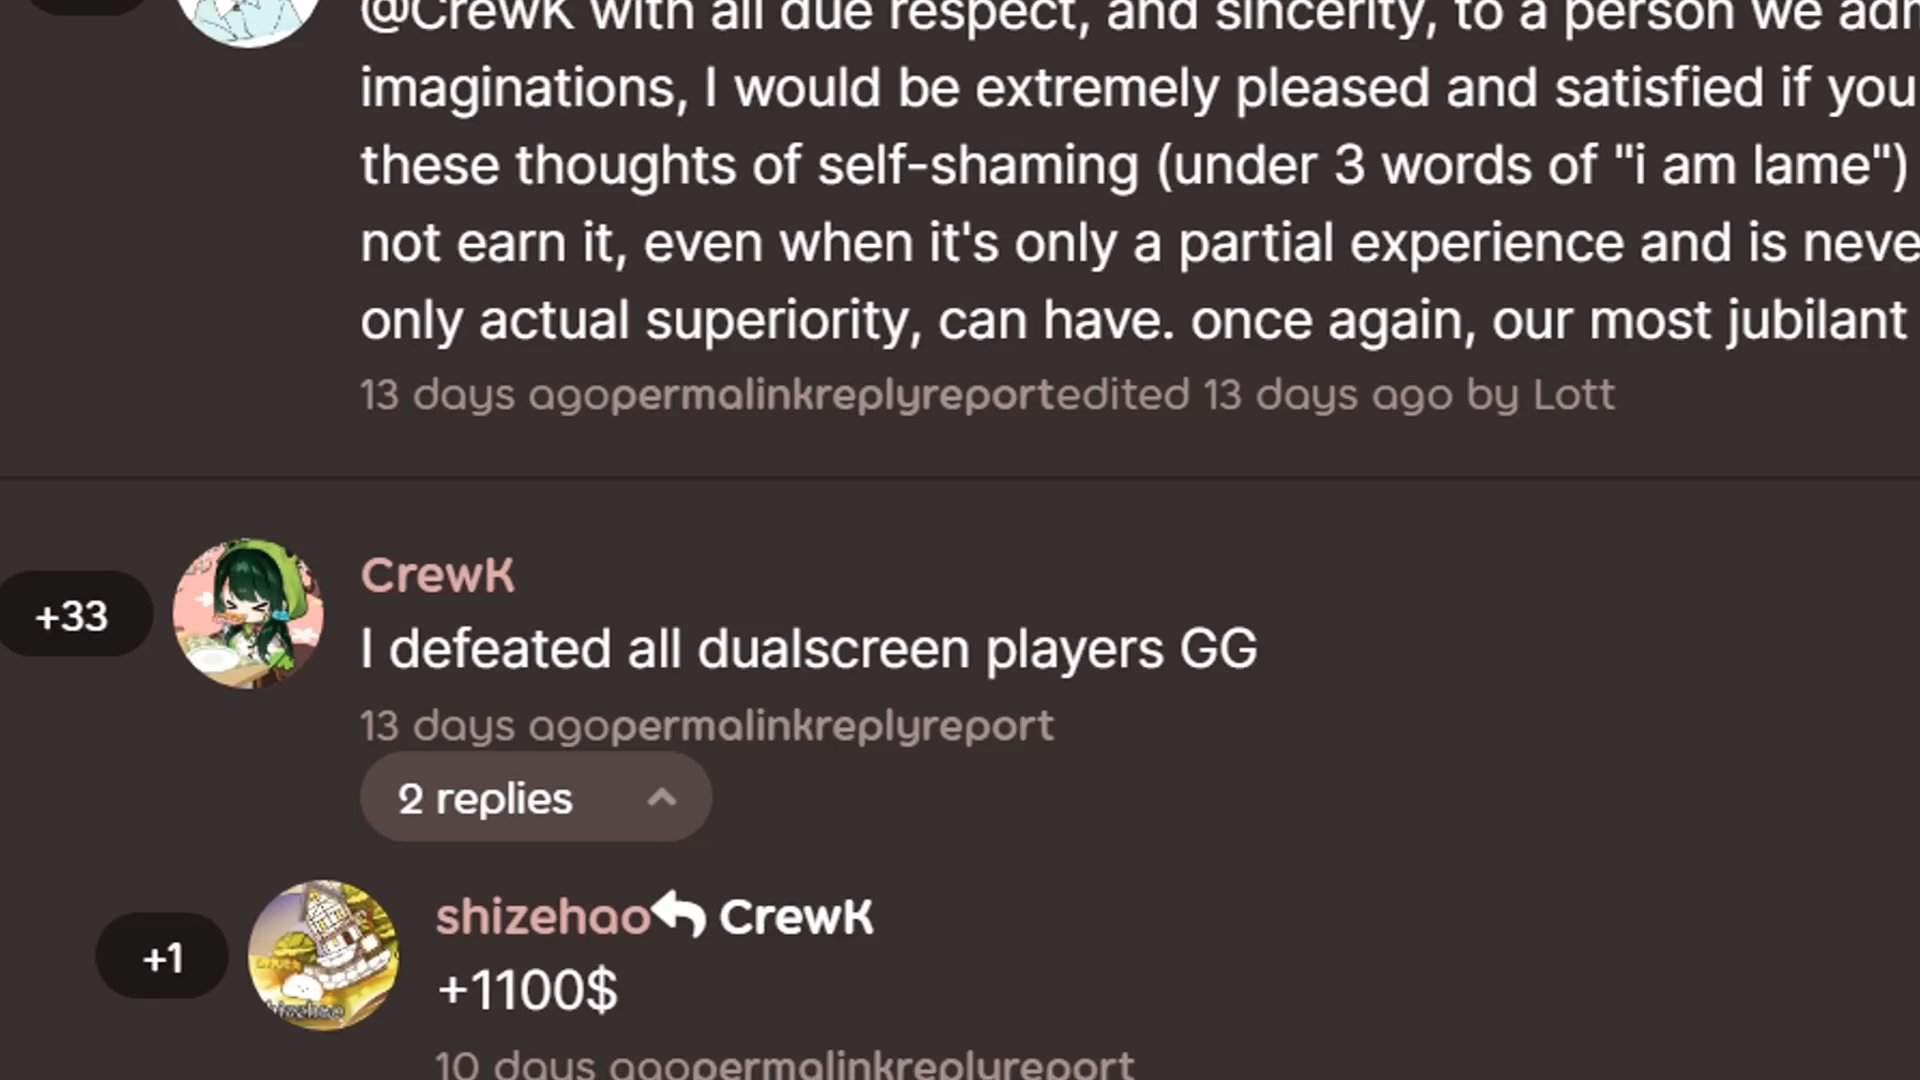 @CrewK with all due respect, and sincerity, to a person we
imaginations, I would be extremely pleased and satisfied if you
these thoughts of self-shaming (under 3 words of "i am lame")
not earn it, even when it's only a partial experience and is
only actual superiority, can have. once again, our most jubilant
13 days agopermalinkreplyreportedited 13 days ago by Lott
CrewK
+33
I defeated all dualscreen players GG
13 days agopermalinkreplyreport
2 replies
shizehao CrewK
+1
+1100$
10 days agopermalinkreplyreport